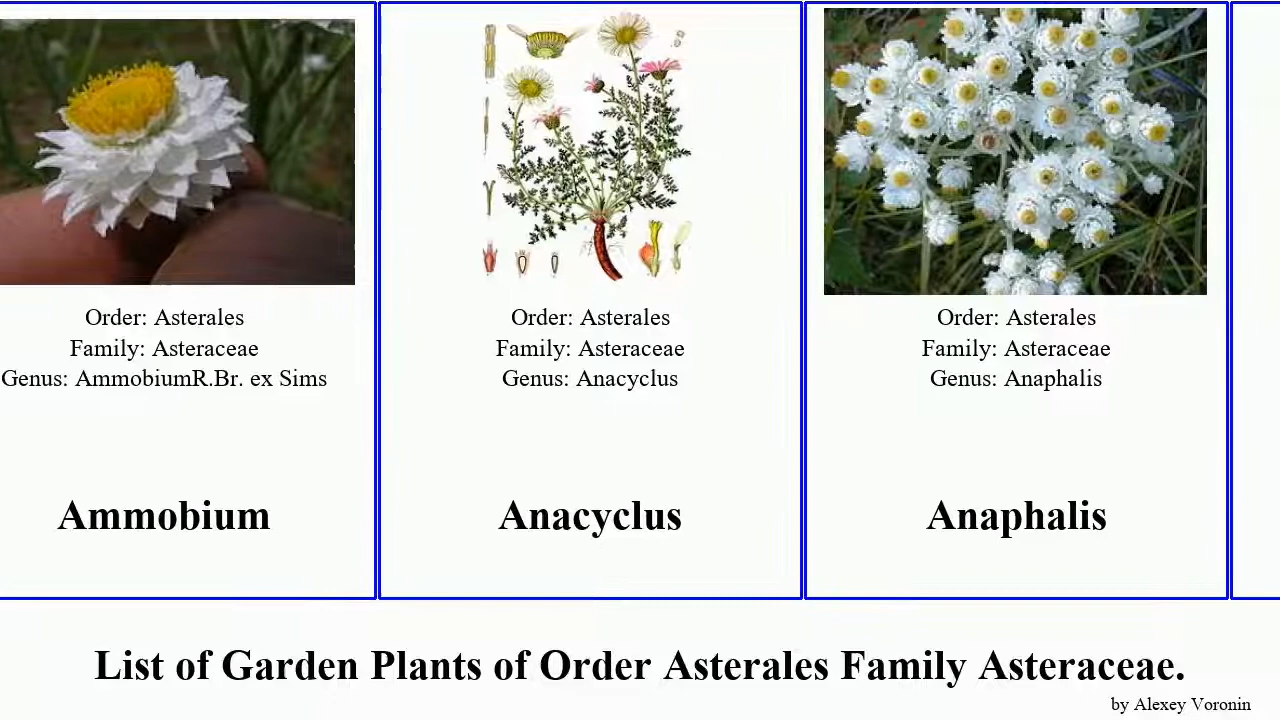 Order: Asterales
Family: Asteraceae
Genus: AmmobiumR.Br. ex Sims
Ammobium
Order: Asterales
Family: Asteraceae
Genus: Anacyclus
Anacyclus
Order: Asterales
Family: Asteraceae
Genus: Anaphalis
Anaphalis
List of Garden Plants of Order Asterales Family Asteraceae.
by Alexey Voronin